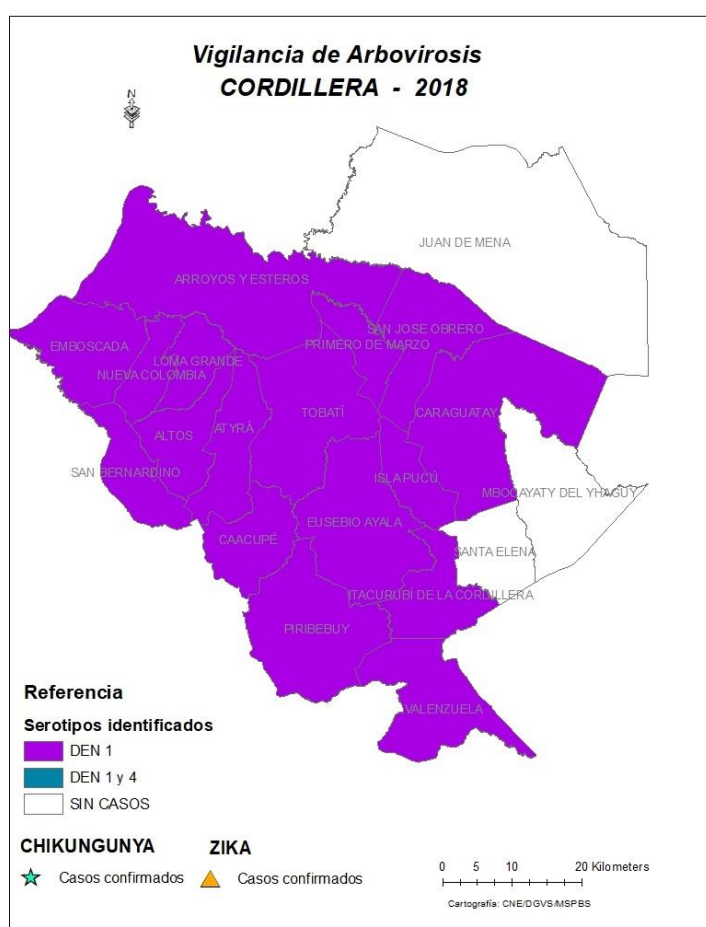 Vigilancia de Arbovirosis
CORDILLERA - 2018
N
JUAN DE MENA
ARROYOS Y ESTEROS
SAN JOSE OBRERO
EMBOSCADA
PRIMERO DE MARZO
LOMA GRANDE
NUEVA COLOMBIA
TOBATÍ
CARAGUATAY
ALTOS
ATYRÁ
SAN BERNARDINO
ISLA PUCÚ
MBOCAYATY DEL YHAGUY
EUSEBIO AYALA
CAACUPÉ
SANTA ELENA
ITACURUBÍ DE LA CORDILLERA
PIRIBEBUY
VALENZUELA
Referencia
Serotipos identificados
DEN 1
DEN 1 y 4
SIN CASOS
CHIKUNGUNYA ZIKA
Casos confirmados Casos confirmados
0 5 10 20 Kilometers
Cartografía: CNE/DGVS/MSPBS